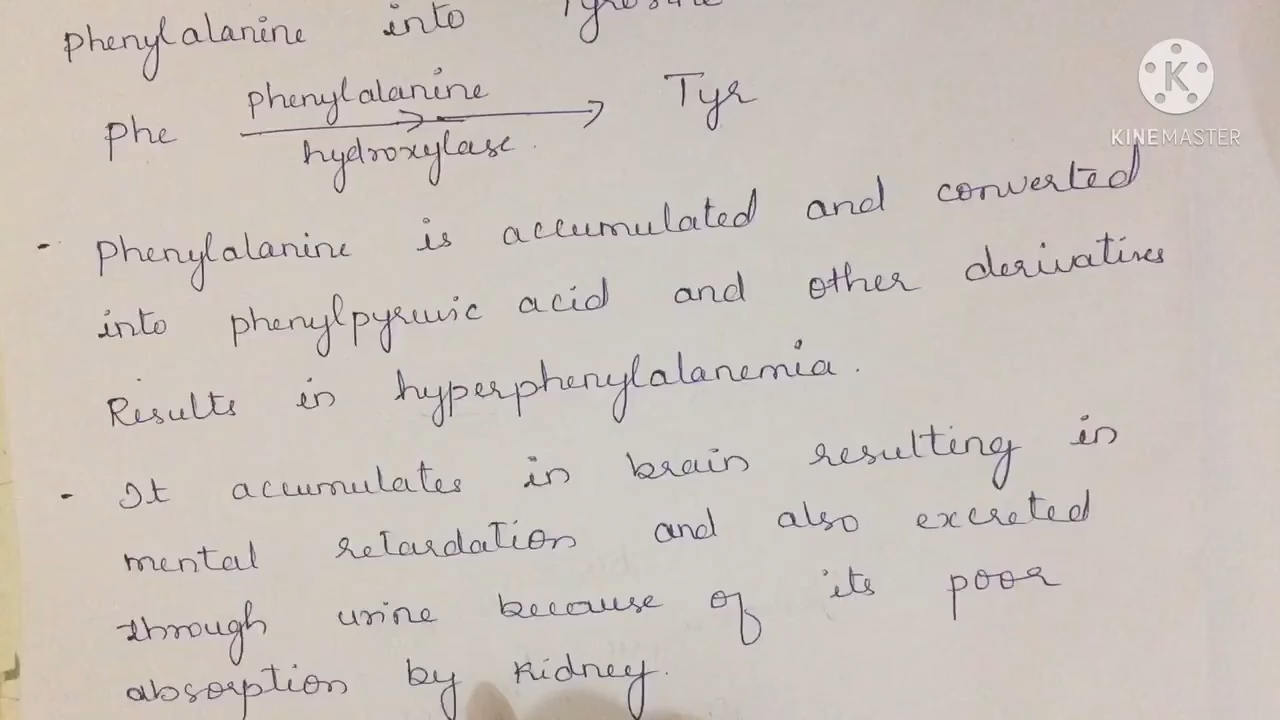 phenylalanine into Tyrosine
phenylalanine
Phe Tyr
hydroxylase.
K
KINEMASTER
- Phenylalanine is accumulated and converted
into phenylpyruvic acid and other derivatives
Results in hyperphenylalanemia.
- It accumulates in brain resulting in
mental retardation and also excreted
through urine because of its poor
absorption by kidney.